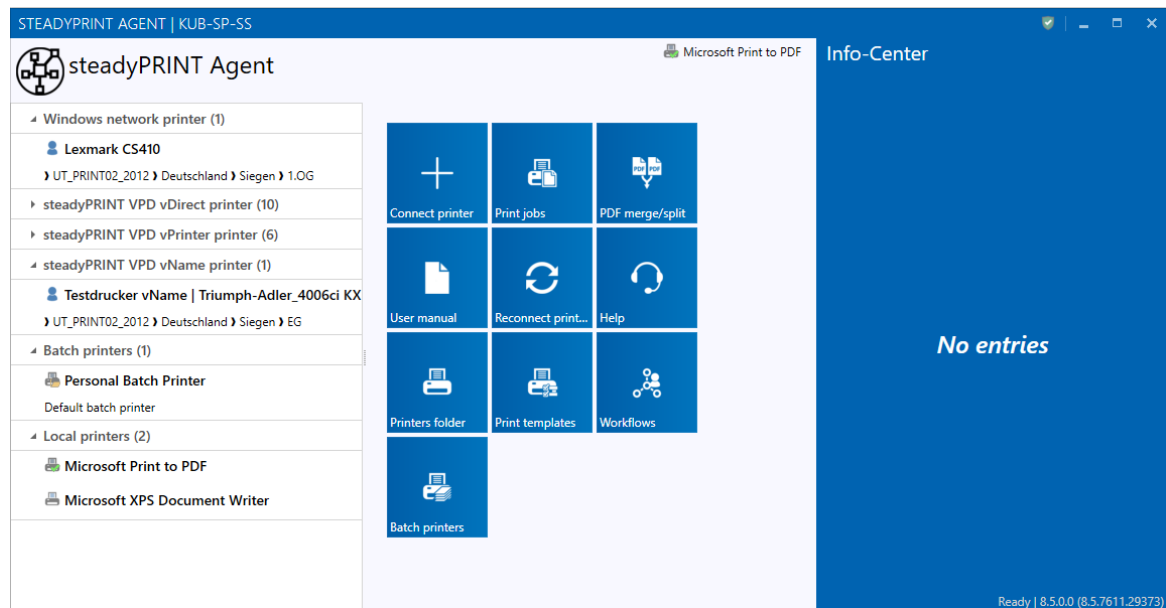 STEADYPRINT AGENT | KUB-SP-SS
steadyPRINT Agent
Microsoft Print to PDF
Info-Center
Windows network printer (1)
Lexmark CS410
❯ UT_PRINT02_2012 ❯ Deutschland ❯ Siegen ❯ 1.OG
steadyPRINT VPD vDirect printer (10)
steadyPRINT VPD vPrinter printer (6)
steadyPRINT VPD vName printer (1)
Testdrucker vName | Triumph-Adler_4006ci KX
❯ UT_PRINT02_2012 ❯ Deutschland ❯ Siegen ❯ EG
Batch printers (1)
Personal Batch Printer
Default batch printer
Local printers (2)
Microsoft Print to PDF
Microsoft XPS Document Writer
Connect printer
Print jobs
PDF PDF
PDF merge/split
User manual
Reconnect print...
Help
Printers folder
Print templates
Workflows
Batch printers
No entries
Ready | 8.5.0.0 (8.5.7611.29373)